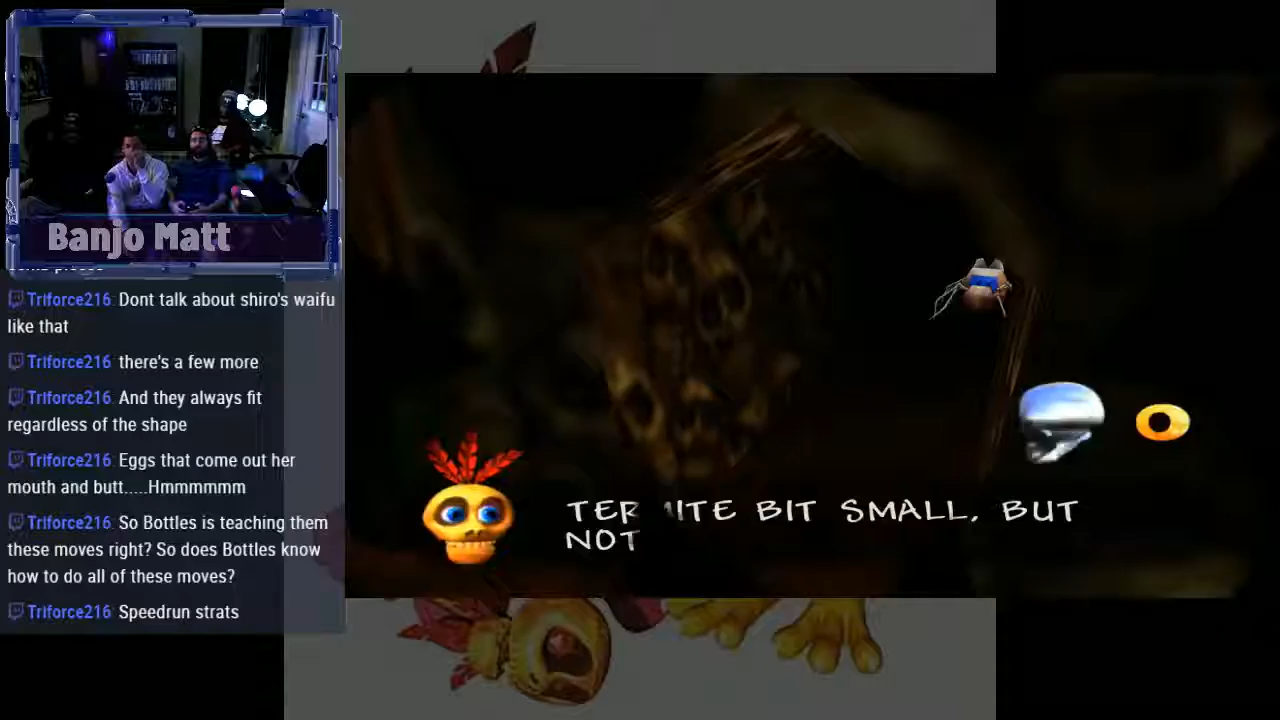 Banjo Matt
Triforce216 Dont talk about shiro's waifu
like that
Triforce216 there's a few more
Triforce216 And they always fit
regardless of the shape
Triforce216 Eggs that come out her
mouth and butt.....Hmmmmmm
Triforce216 So Bottles is teaching them
these moves right? So does Bottles know
how to do all of these moves?
Triforce216 Speedrun strats
TERMITE BIT SMALL, BUT
NOT